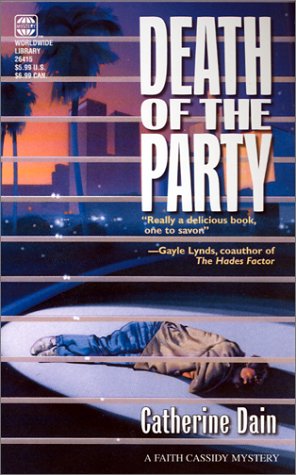 MYSTERY
WORLDWIDE
LIBRARY
26415
$5.99 U.S.
$6.99 CAN.
DEATH
OF THE
PARTY
"Really a delicious book,
one to savor"
—Gayle Lynds, coauthor of
The Hades Factor
Catherine Dain
A FAITH CASSIDY MYSTERY